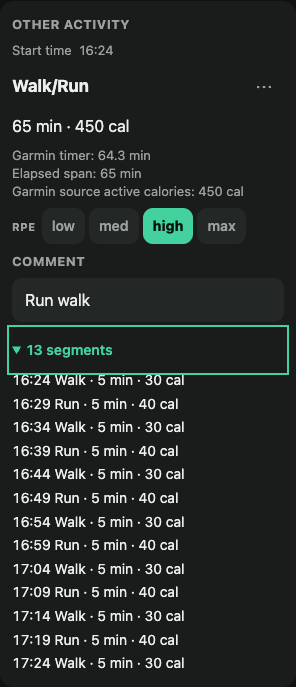 OTHER ACTIVITY
Start time 16:24
Walk/Run ...
65 min · 450 cal
Garmin timer: 64.3 min
Elapsed span: 65 min
Garmin source active calories: 450 cal
RPE low med high max
COMMENT
Run walk
▼ 13 segments
16:24 Walk · 5 min · 30 cal
16:29 Run · 5 min · 40 cal
16:34 Walk · 5 min · 30 cal
16:39 Run · 5 min · 40 cal
16:44 Walk · 5 min · 30 cal
16:49 Run · 5 min · 40 cal
16:54 Walk · 5 min · 30 cal
16:59 Run · 5 min · 40 cal
17:04 Walk · 5 min · 30 cal
17:09 Run · 5 min · 40 cal
17:14 Walk · 5 min · 30 cal
17:19 Run · 5 min · 40 cal
17:24 Walk · 5 min · 30 cal